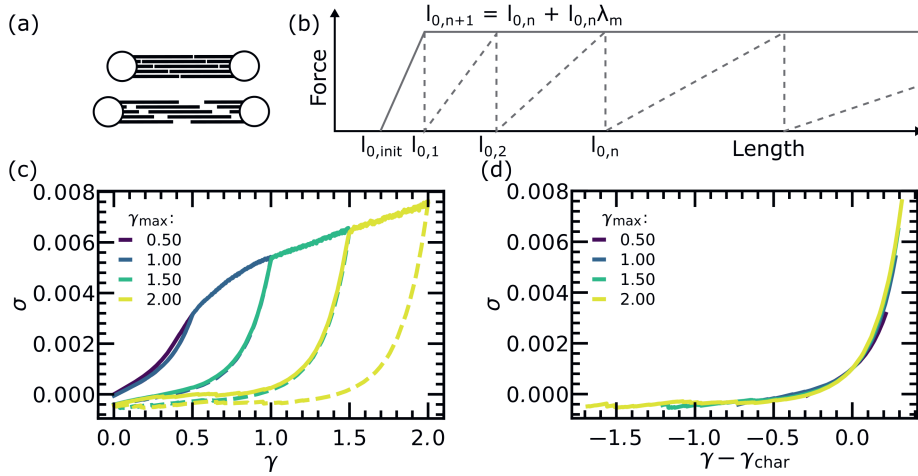 (a)
(b)
l0,n+1 = l0,n + l0,nλm
Force
l0,init l0,1 l0,2 l0,n Length
(c)
0.008
0.006
0.004
0.002
0.000
σ
γmax:
0.50
1.00
1.50
2.00
0.0 0.5 1.0 1.5 2.0
γ
(d)
0.008
0.006
0.004
0.002
0.000
σ
γmax:
0.50
1.00
1.50
2.00
−1.5 −1.0 −0.5 0.0
γ − γchar